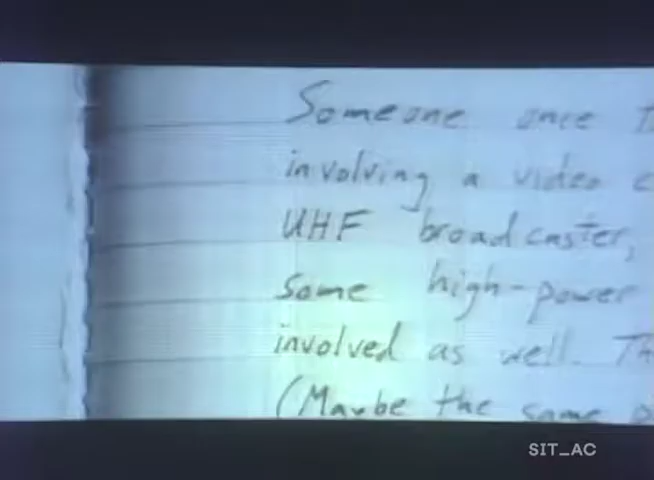 Someone once
involving a video
UHF broadcaster,
some high-power
involved as well.
(Maybe the same
SIT_AC